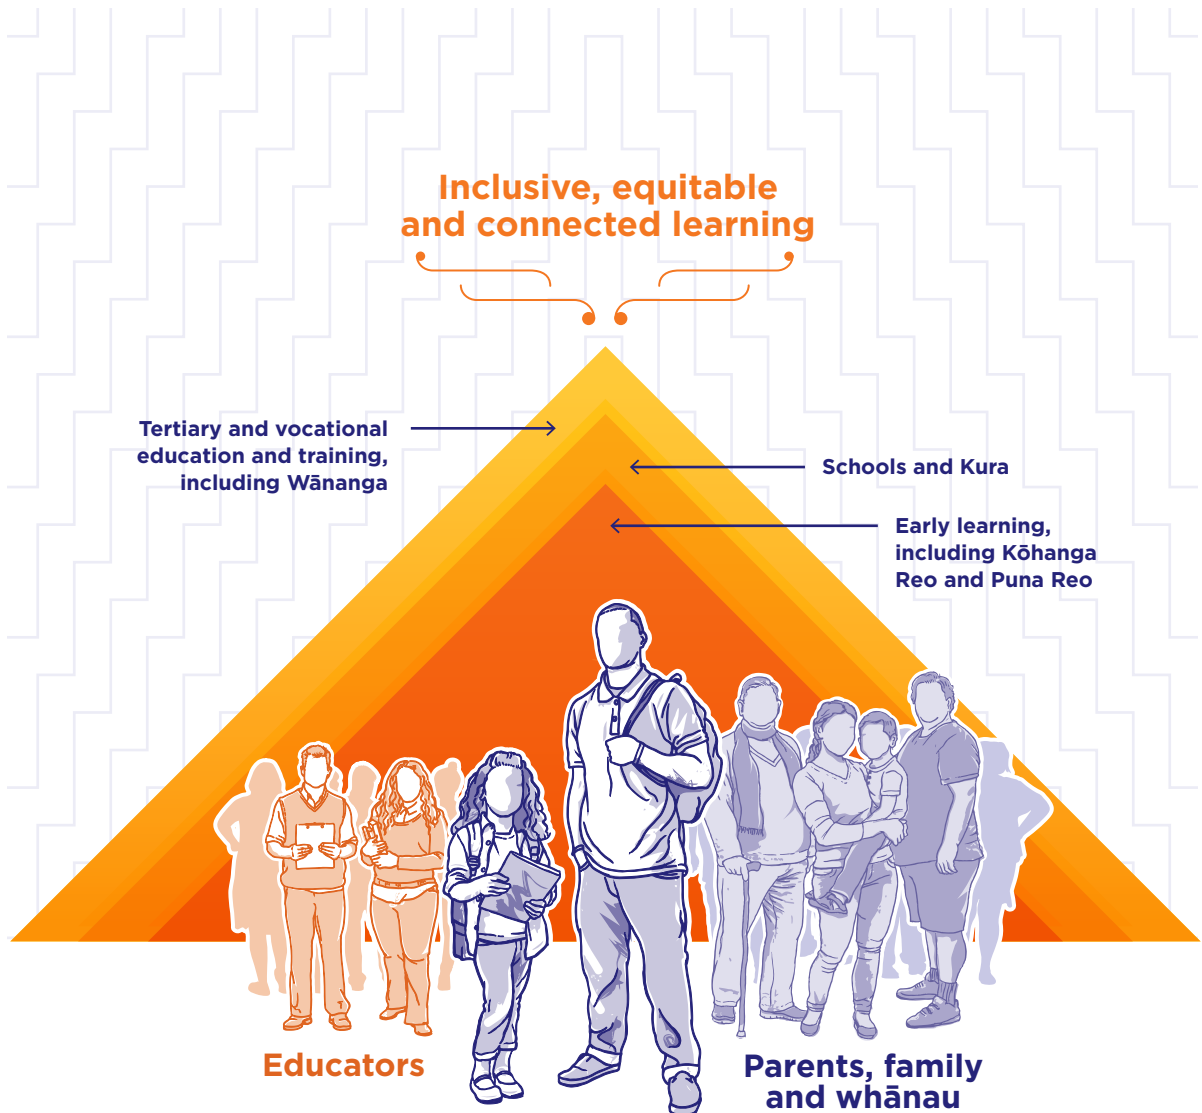 Inclusive, equitable
and connected learning
Tertiary and vocational
education and training,
including Wānanga
Schools and Kura
Early learning,
including Kōhanga
Reo and Puna Reo
Educators
Parents, family
and whānau